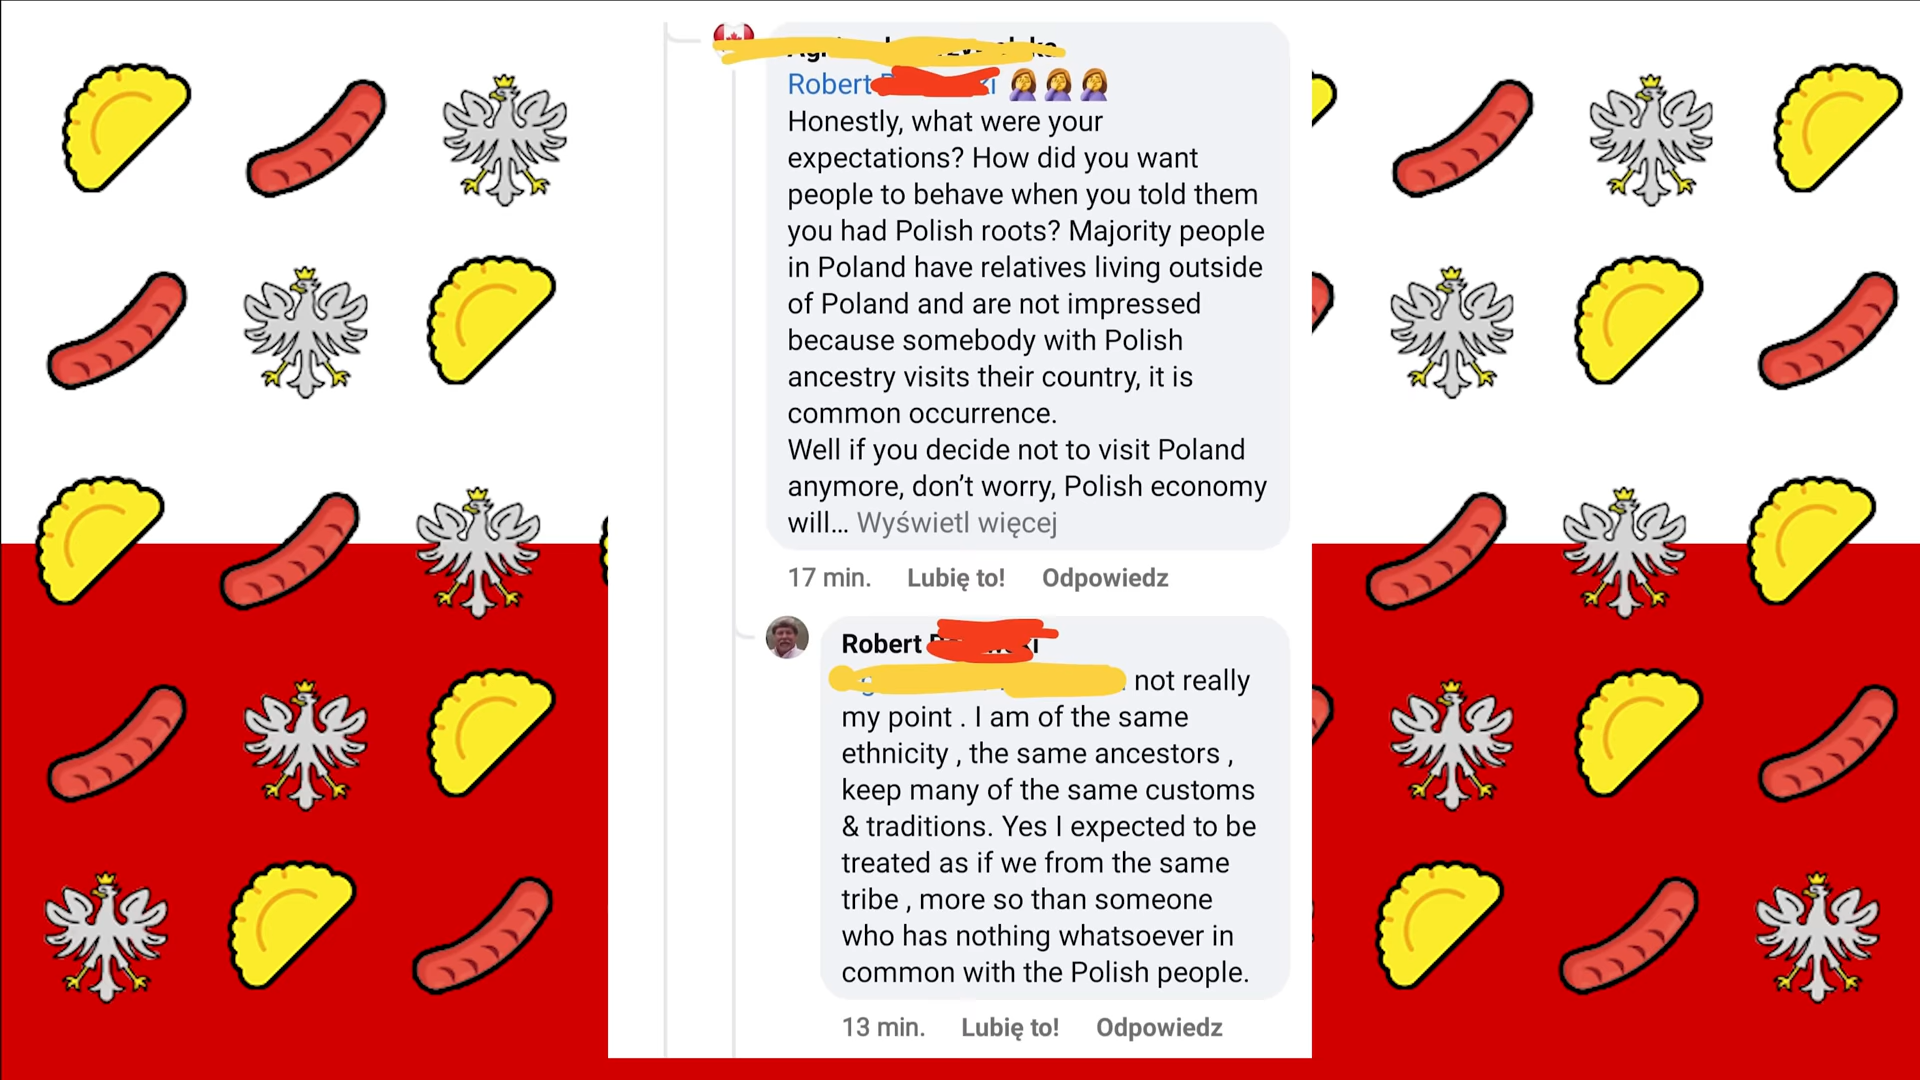 Robert
Honestly, what were your
expectations? How did you want
people to behave when you told them
you had Polish roots? Majority people
in Poland have relatives living outside
of Poland and are not impressed
because somebody with Polish
ancestry visits their country, it is
common occurrence.
Well if you decide not to visit Poland
anymore, don’t worry, Polish economy
will... Wyświetl więcej
17 min. Lubię to! Odpowiedz
Robert
not really
my point . I am of the same
ethnicity , the same ancestors ,
keep many of the same customs
& traditions. Yes I expected to be
treated as if we from the same
tribe , more so than someone
who has nothing whatsoever in
common with the Polish people.
13 min. Lubię to! Odpowiedz